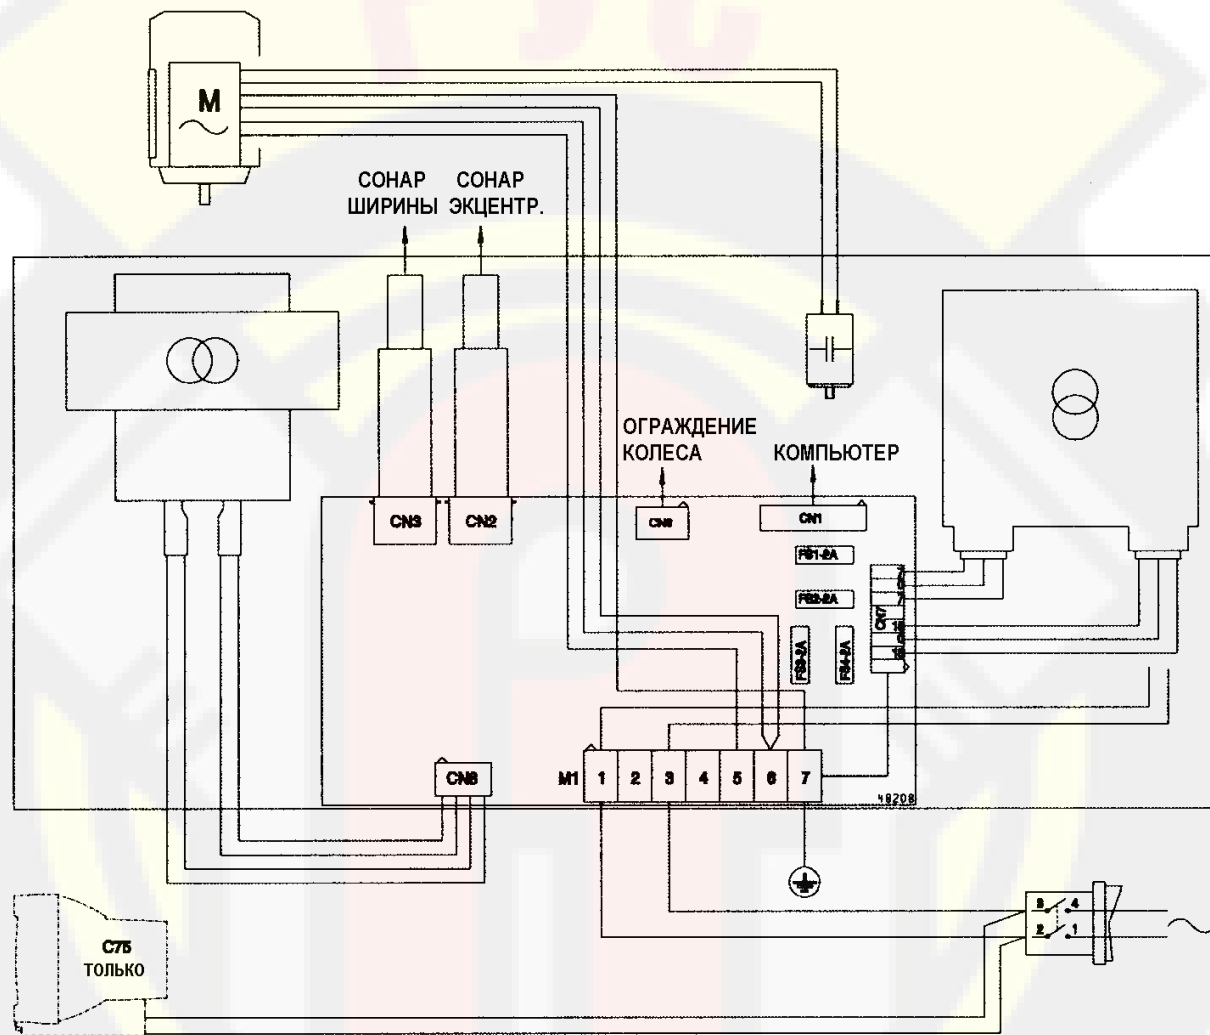 M
СОНАР
ШИРИНЫ
СОНАР
ЭКЦЕНТР.
ОГРАЖДЕНИЕ
КОЛЕСА
КОМПЬЮТЕР
CN3
CN2
CN1
FS1-2A
FS2-2A
CN7
FS3-2A
FS4-2A
CN8
M1
1
2
3
4
5
6
7
48208
C75
ТОЛЬКО
3
4
2
1